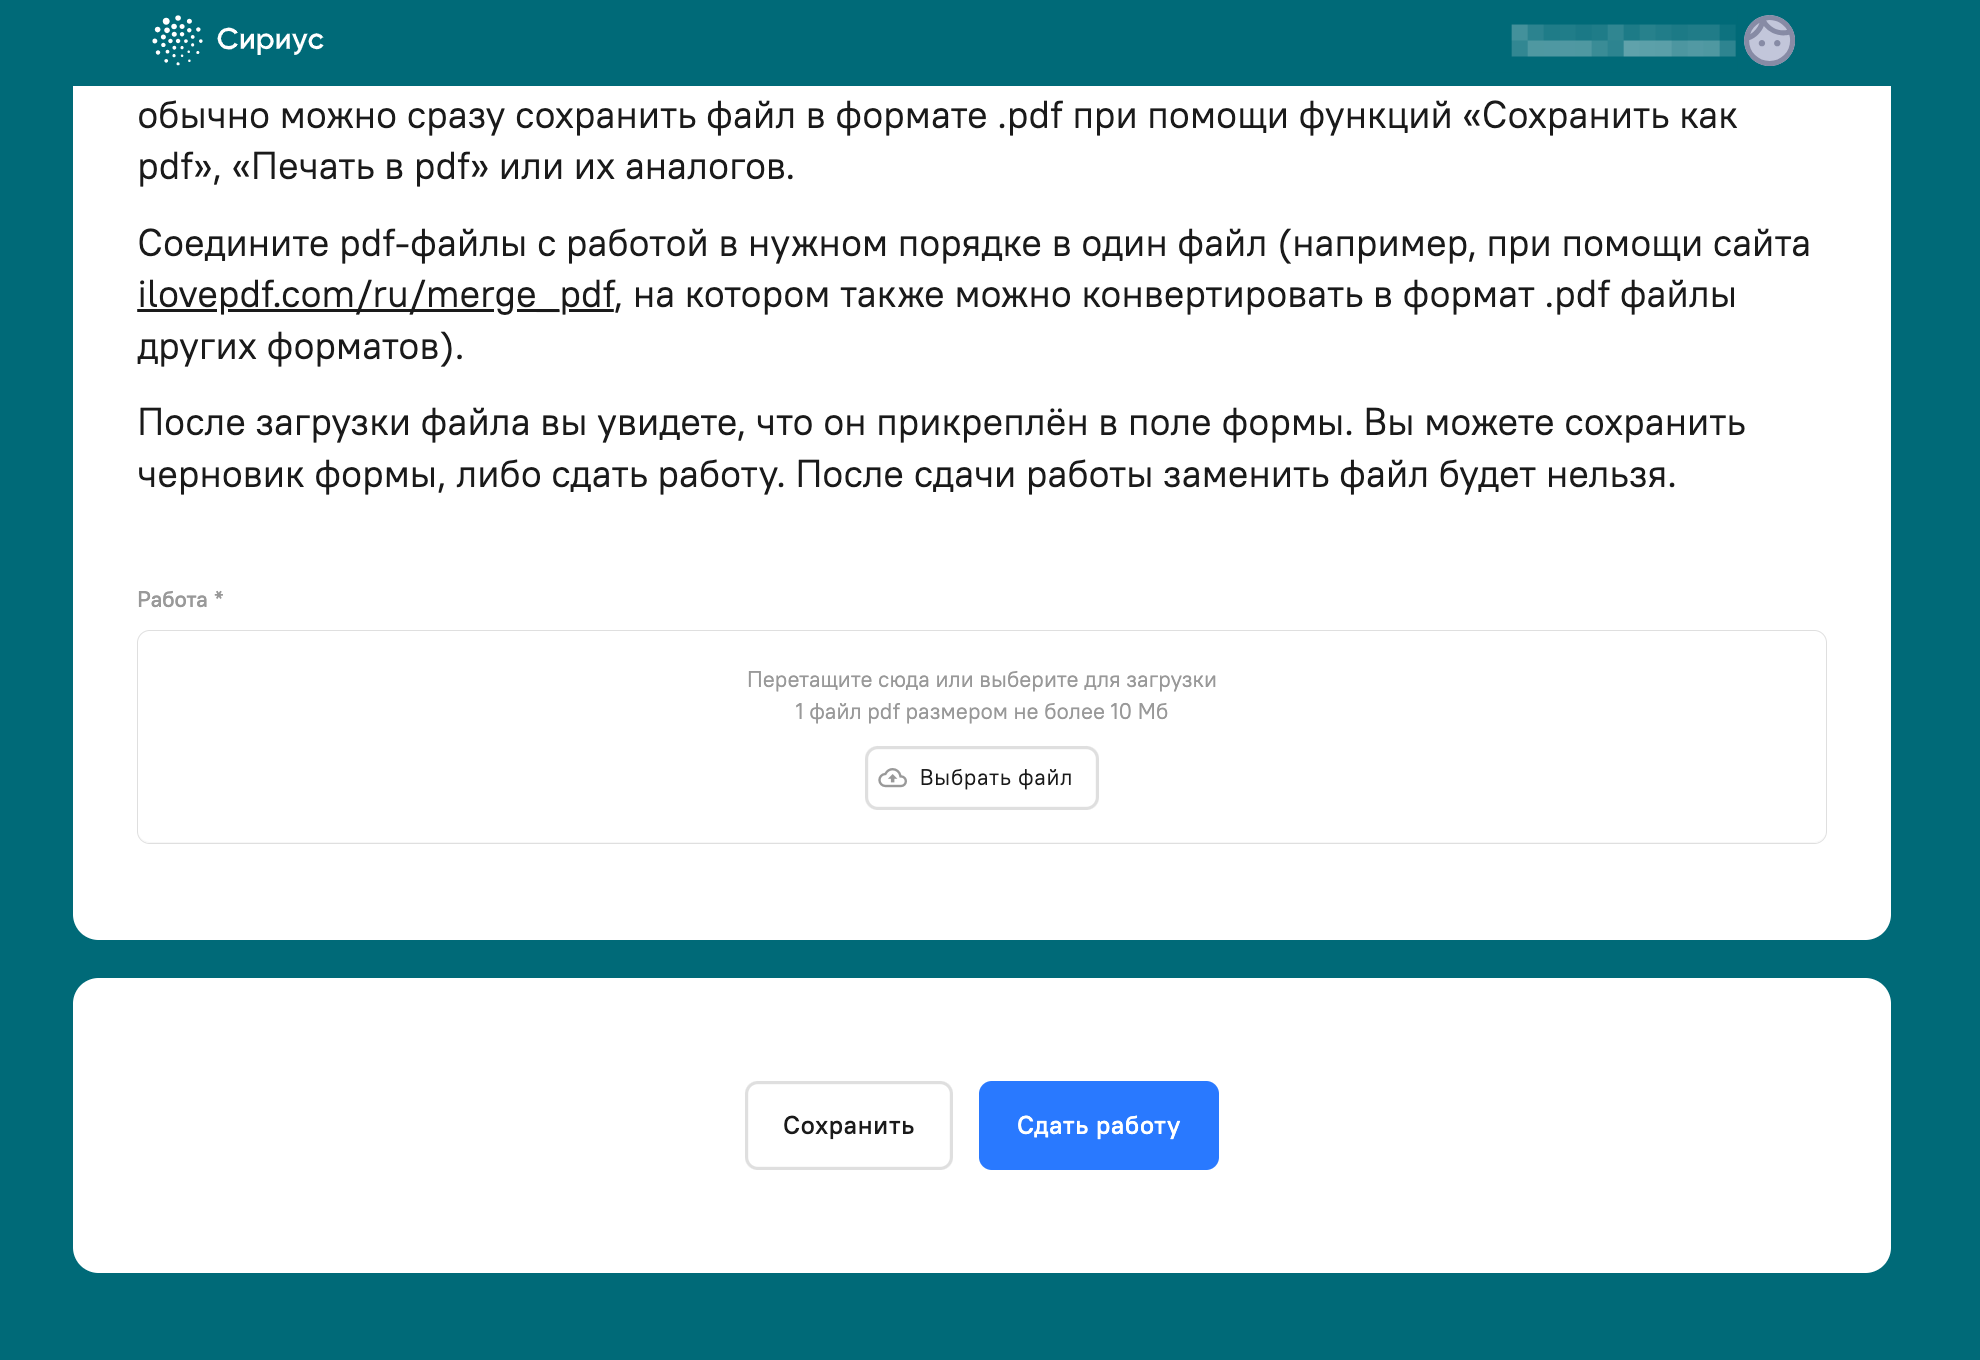 Сириус
обычно можно сразу сохранить файл в формате .pdf при помощи функций «Сохранить как
pdf», «Печать в pdf» или их аналогов.
Соедините pdf-файлы с работой в нужном порядке в один файл (например, при помощи сайта
ilovepdf.com/ru/merge_pdf, на котором также можно конвертировать в формат .pdf файлы
других форматов).
После загрузки файла вы увидете, что он прикреплён в поле формы. Вы можете сохранить
черновик формы, либо сдать работу. После сдачи работы заменить файл будет нельзя.
Работа *
Перетащите сюда или выберите для загрузки
1 файл pdf размером не более 10 Мб
Выбрать файл
Сохранить
Сдать работу